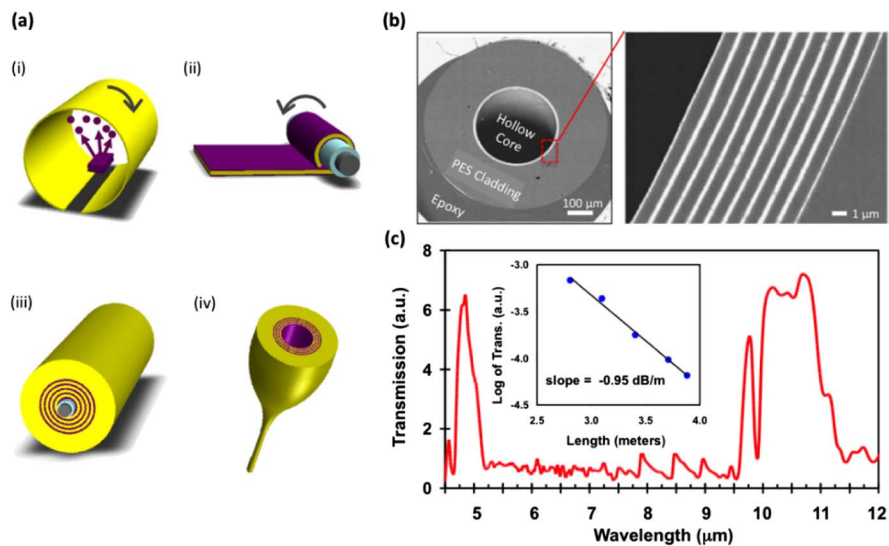 (a)
(i)
(ii)
(iii)
(iv)
(b)
Hollow
Core
PES Cladding
Epoxy
100 μm
1 μm
(c)
Transmission (a.u.)
8
6
4
2
0
5
6
7
8
9
10
11
12
Wavelength (μm)
Log of Trans. (a.u.)
-3.0
-3.5
-4.0
-4.5
slope = -0.95 dB/m
2.5
3.0
3.5
4.0
Length (meters)